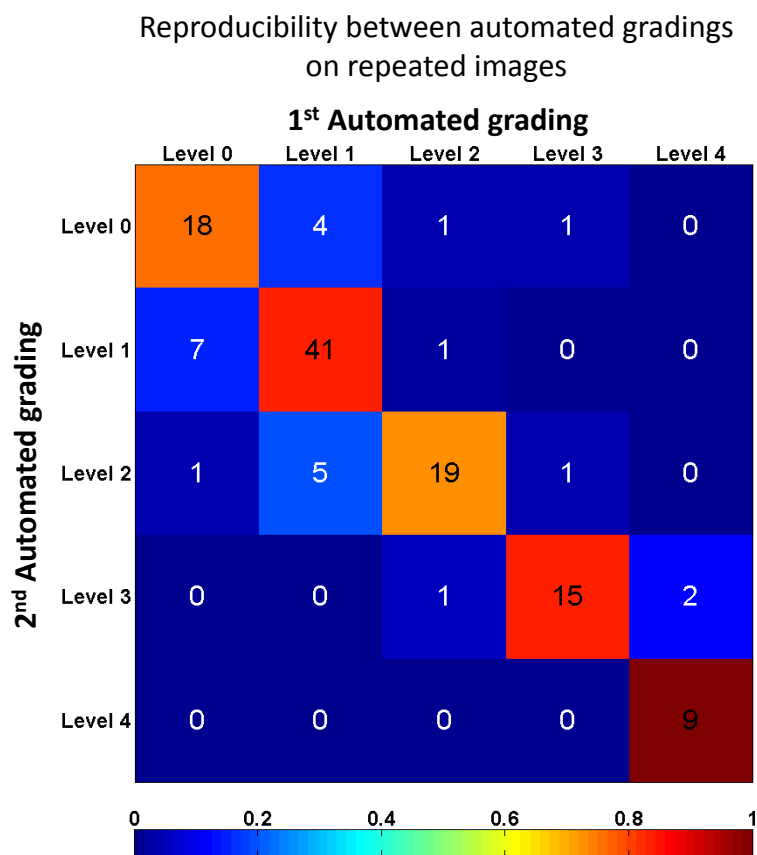 Reproducibility between automated gradings
on repeated images
1st Automated grading
Level 0 Level 1 Level 2 Level 3 Level 4
2nd Automated grading
Level 0 18 4 1 1 0
Level 1 7 41 1 0 0
Level 2 1 5 19 1 0
Level 3 0 0 1 15 2
Level 4 0 0 0 0 9
0 0.2 0.4 0.6 0.8 1